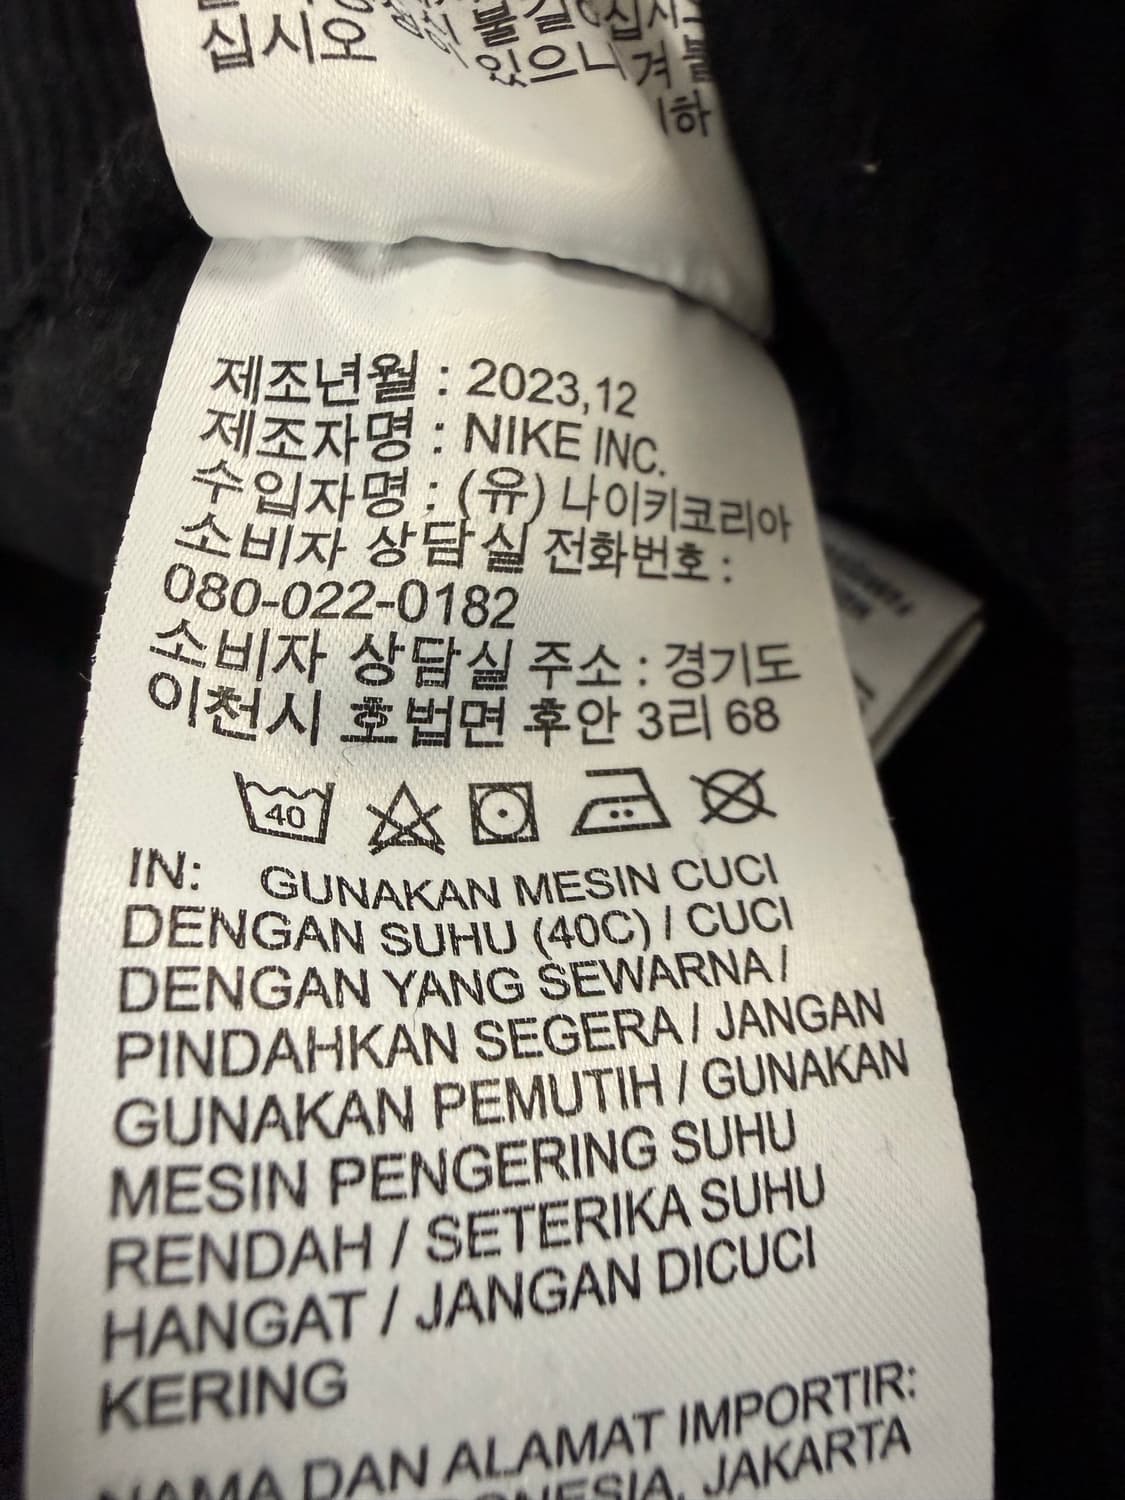 십시오
있으니
제조년월 : 2023,12
제조자명 : NIKE INC.
수입자명 : (유) 나이키코리아
소비자 상담실 전화번호 :
080-022-0182
소비자 상담실 주소 : 경기도
이천시 호법면 후안 3리 68
40
IN: GUNAKAN MESIN CUCI
DENGAN SUHU (40C) / CUCI
DENGAN YANG SEWARNA /
PINDAHKAN SEGERA / JANGAN
GUNAKAN PEMUTIH / GUNAKAN
MESIN PENGERING SUHU
RENDAH / SETERIKA SUHU
HANGAT / JANGAN DICUCI
KERING
NAMA DAN ALAMAT IMPORTIR:
JAKARTA